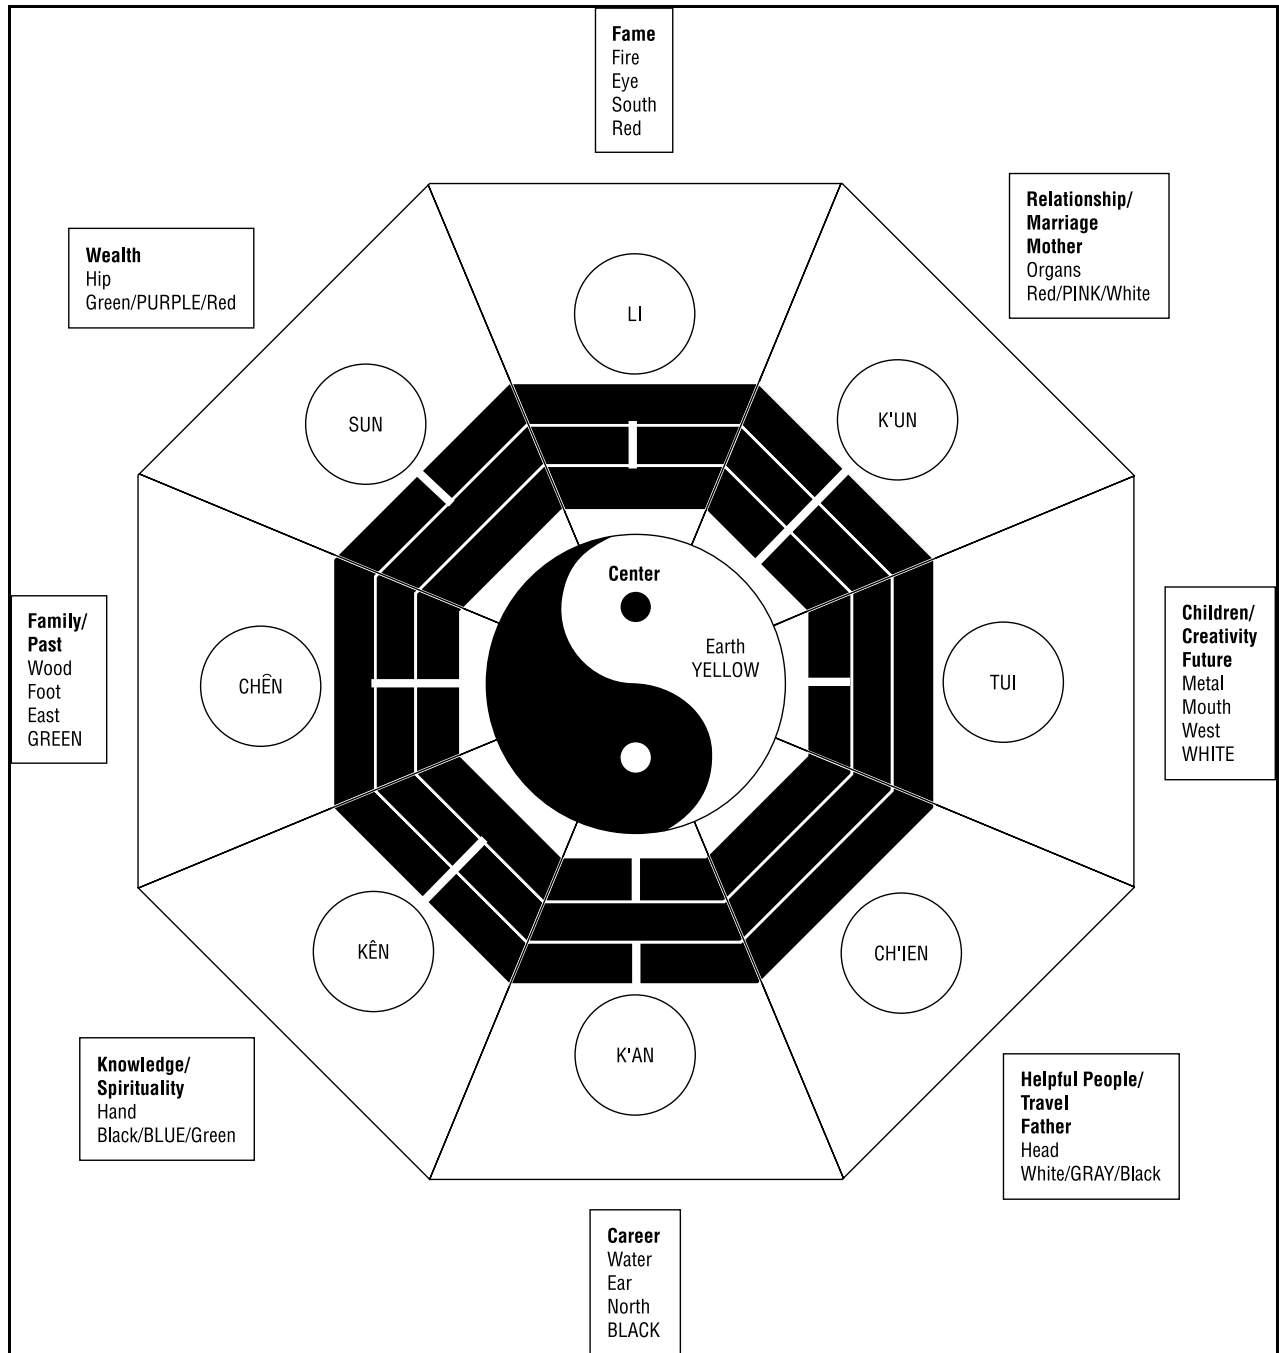 Fame
Fire
Eye
South
Red
Relationship/
Marriage
Mother
Organs
Red/PINK/White
Wealth
Hip
Green/PURPLE/Red
LI
SUN
K'UN
Center
Earth
YELLOW
Family/
Past
Wood
Foot
East
GREEN
CHÊN
TUI
Children/
Creativity
Future
Metal
Mouth
West
WHITE
KÊN
CH'IEN
K'AN
Knowledge/
Spirituality
Hand
Black/BLUE/Green
Helpful People/
Travel
Father
Head
White/GRAY/Black
Career
Water
Ear
North
BLACK